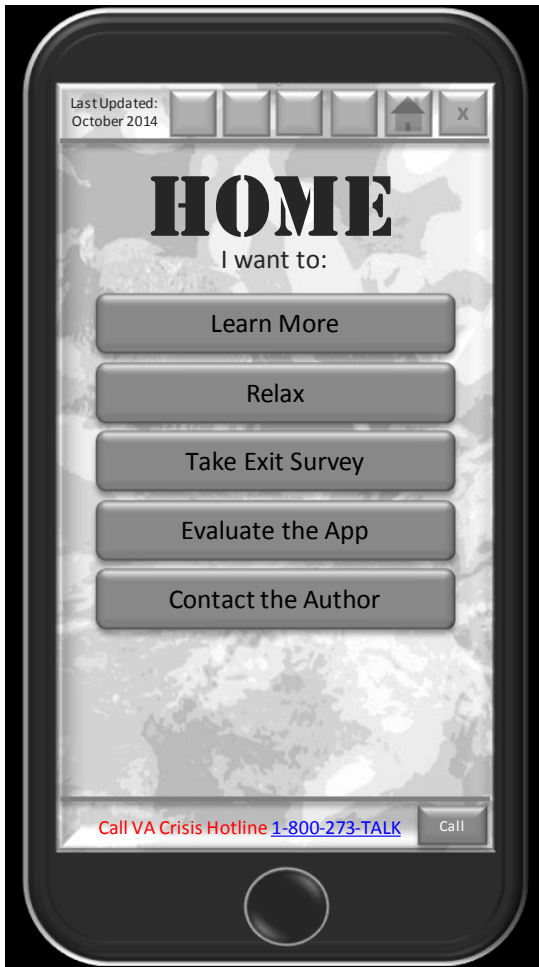 Last Updated:
October 2014
X
HOME
I want to:
Learn More
Relax
Take Exit Survey
Evaluate the App
Contact the Author
Call VA Crisis Hotline 1-800-273-TALK
Call